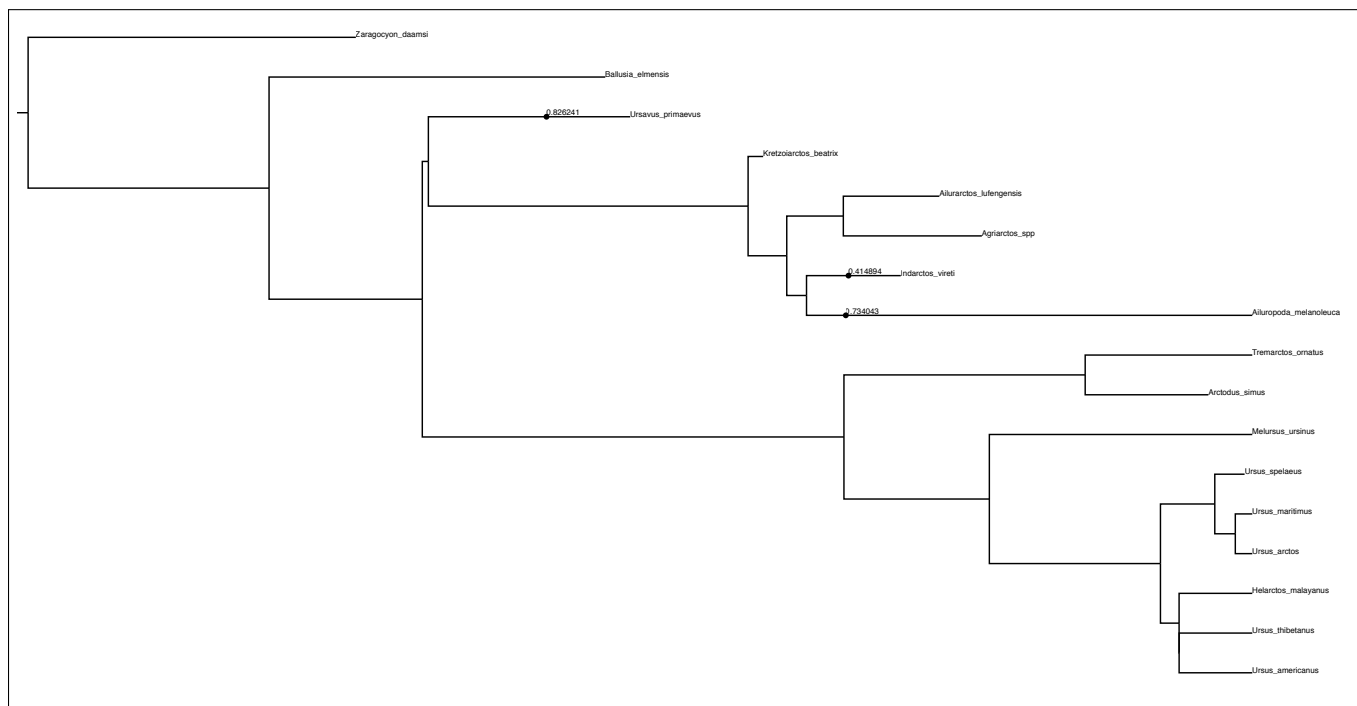 Zaragocyon_daamsi
Ballusia_elmensis
0.826241
Ursavus_primaevus
Kretzoiarctos_beatrix
Ailurarctos_lufengensis
Agriarctos_spp
0.414894
Indarctos_vireti
0.734043
Ailuropoda_melanoleuca
Tremarctos_ornatus
Arctodus_simus
Melursus_ursinus
Ursus_spelaeus
Ursus_maritimus
Ursus_arctos
Helarctos_malayanus
Ursus_thibetanus
Ursus_americanus